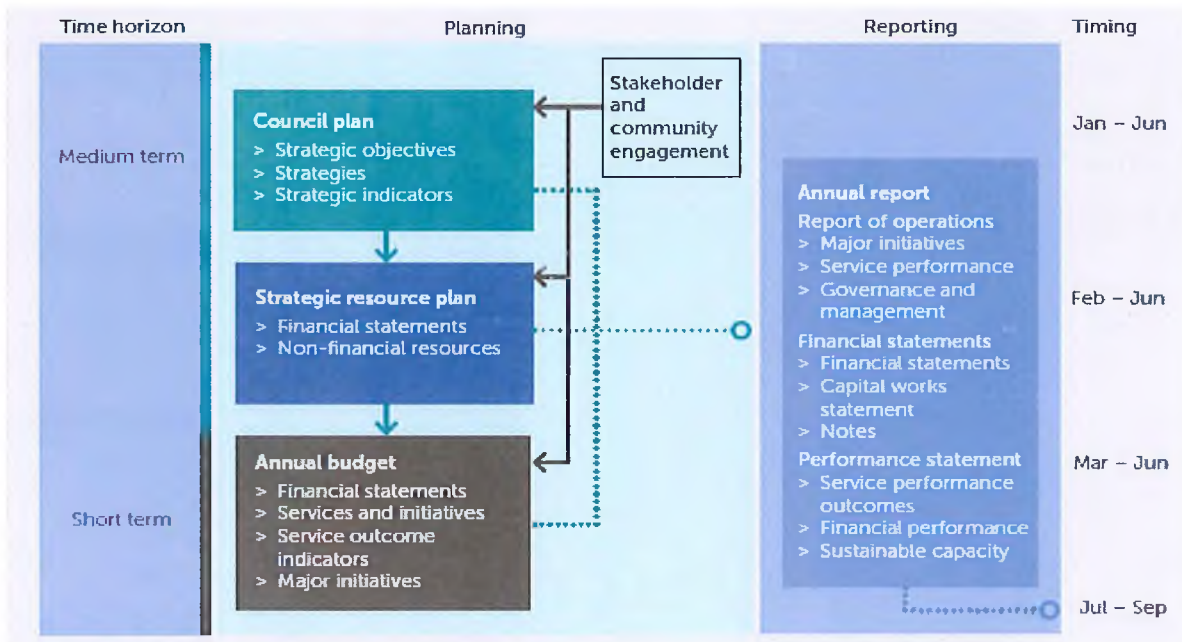 Time horizon
Planning
Reporting
Timing
Medium term
Short term
Council plan
> Strategic objectives
> Strategies
> Strategic indicators
Strategic resource plan
> Financial statements
> Non-financial resources
Annual budget
> Financial statements
> Services and initiatives
> Service outcome
indicators
> Major initiatives
Stakeholder
and
community
engagement
Annual report
Report of operations
> Major initiatives
> Service performance
> Governance and
management
Financial statements
> Financial statements
> Capital works
statement
> Notes
Performance statement
> Service performance
outcomes
> Financial performance
> Sustainable capacity
Jan – Jun
Feb – Jun
Mar – Jun
Jul – Sep